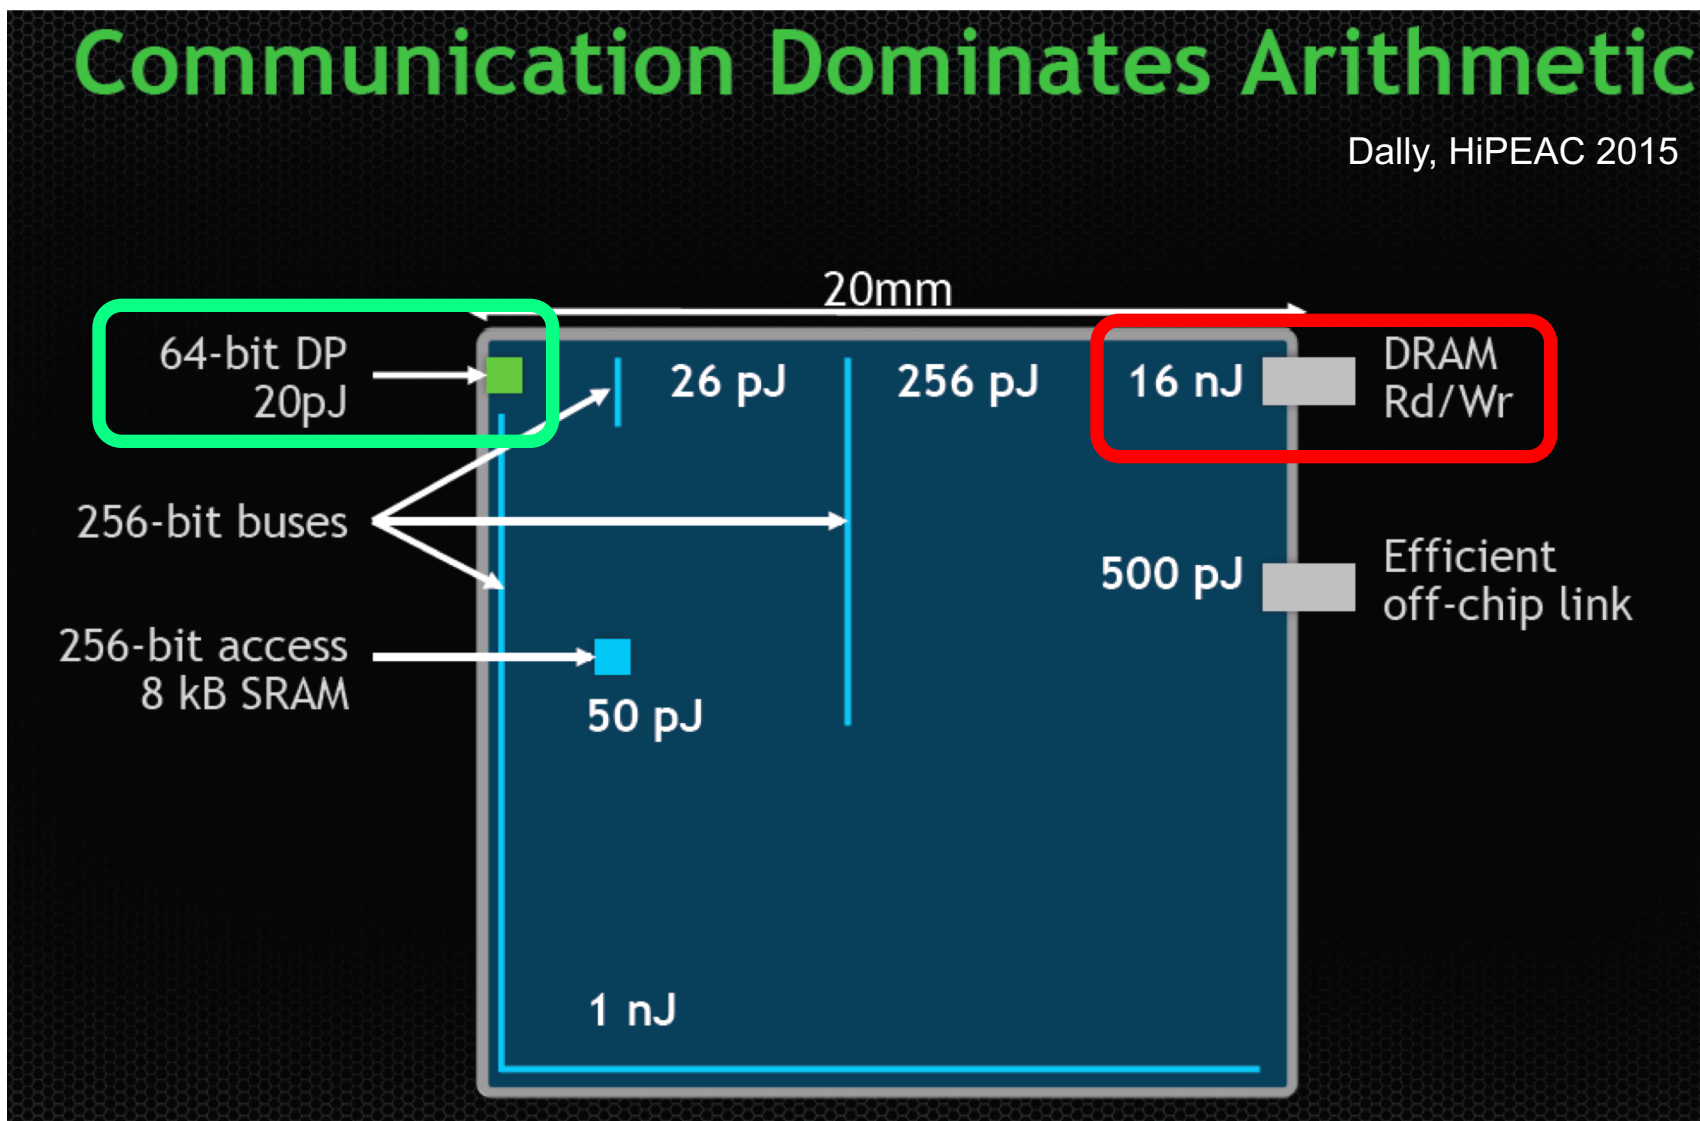 Communication Dominates Arithmetic
Dally, HiPEAC 2015
20mm
64-bit DP
20pJ
26 pJ
256 pJ
16 nJ
DRAM
Rd/Wr
256-bit buses
500 pJ
Efficient
off-chip link
256-bit access
8 kB SRAM
50 pJ
1 nJ